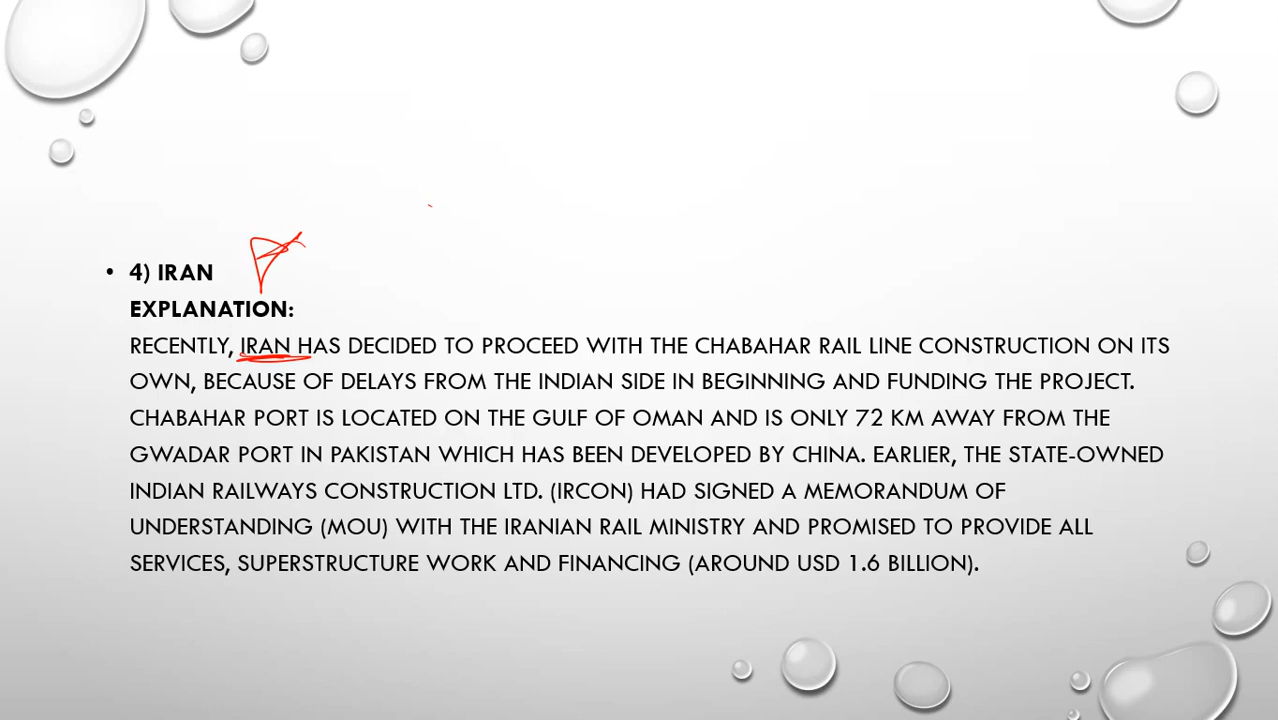 • 4) IRAN
EXPLANATION:
RECENTLY, IRAN HAS DECIDED TO PROCEED WITH THE CHABAHAR RAIL LINE CONSTRUCTION ON ITS
OWN, BECAUSE OF DELAYS FROM THE INDIAN SIDE IN BEGINNING AND FUNDING THE PROJECT.
CHABAHAR PORT IS LOCATED ON THE GULF OF OMAN AND IS ONLY 72 KM AWAY FROM THE
GWADAR PORT IN PAKISTAN WHICH HAS BEEN DEVELOPED BY CHINA. EARLIER, THE STATE-OWNED
INDIAN RAILWAYS CONSTRUCTION LTD. (IRCON) HAD SIGNED A MEMORANDUM OF
UNDERSTANDING (MOU) WITH THE IRANIAN RAIL MINISTRY AND PROMISED TO PROVIDE ALL
SERVICES, SUPERSTRUCTURE WORK AND FINANCING (AROUND USD 1.6 BILLION).